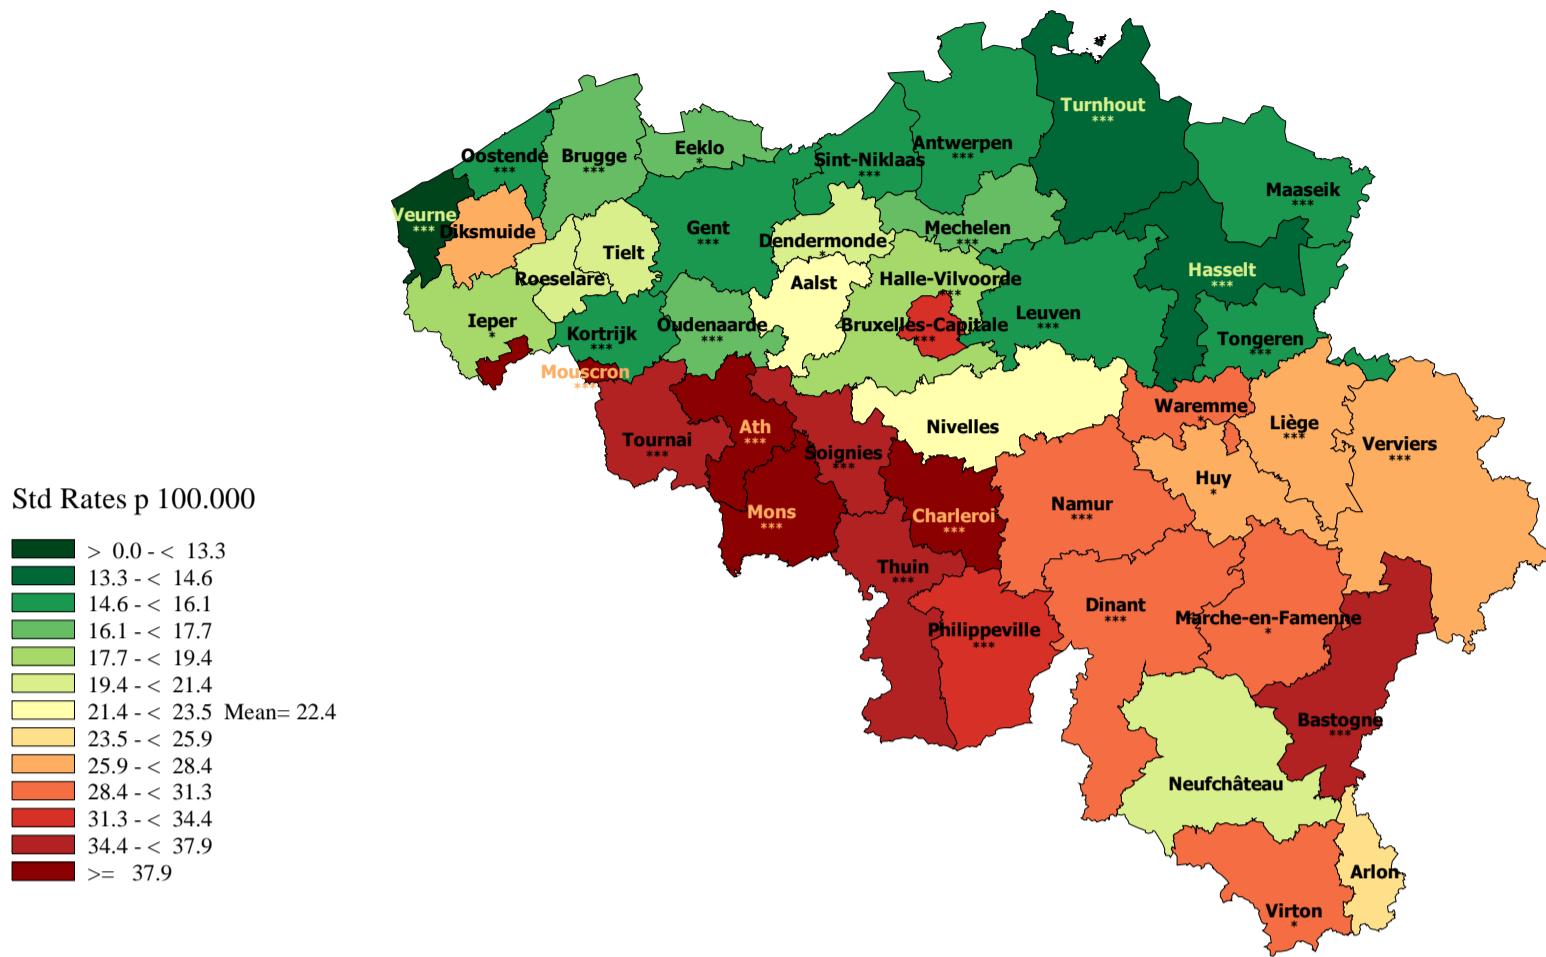 Turnhout
***
Antwerpen
***
Oostende
***
Brugge
***
Eeklo
*
Sint-Niklaas
***
Maaseik
***
Veurne
***
Diksmuide
Gent
***
Mechelen
***
Dendermonde
*
Tielt
Roeselare
Aalst
Halle-Vilvoorde
***
Hasselt
***
Ieper
*
Kortrijk
***
Oudenaarde
***
Bruxelles-Capitale
***
Leuven
***
Tongeren
***
Mouscron
***
Waremme
*
Tournai
***
Ath
***
Soignies
***
Nivelles
Liège
***
Verviers
***
Huy
*
Mons
***
Charleroi
***
Namur
***
Thuin
***
Dinant
***
Marche-en-Famenne
*
Philippeville
***
Bastogne
***
Neufchâteau
Arlon
Virton
*
Std Rates p 100.000
> 0.0 - < 13.3
13.3 - < 14.6
14.6 - < 16.1
16.1 - < 17.7
17.7 - < 19.4
19.4 - < 21.4
21.4 - < 23.5 Mean= 22.4
23.5 - < 25.9
25.9 - < 28.4
28.4 - < 31.3
31.3 - < 34.4
34.4 - < 37.9
>= 37.9